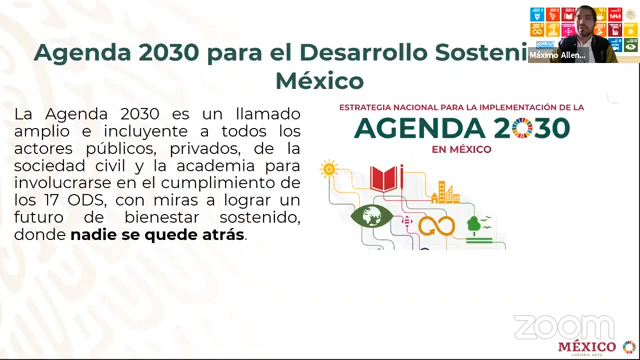 Agenda 2030 para el Desarrollo Sosteni
México
Máximo Allen...
La Agenda 2030 es un llamado
amplio e incluyente a todos los
actores públicos, privados, de la
sociedad civil y la academia para
involucrarse en el cumplimiento de
los 17 ODS, con miras a lograr un
futuro de bienestar sostenido,
donde nadie se quede atrás.
ESTRATEGIA NACIONAL PARA LA IMPLEMENTACIÓN DE LA
AGENDA 2030
EN MÉXICO
zoom
MÉXICO
AGENDA 2030